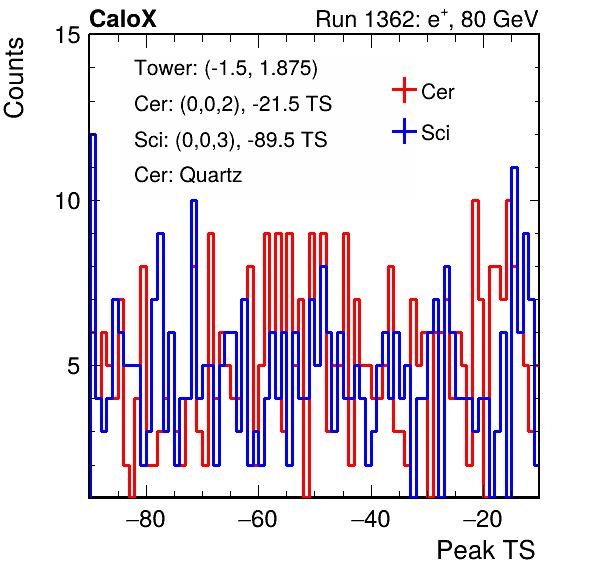 CaloX Run 1362: e⁺, 80 GeV
Counts
15
10
5
Tower: (-1.5, 1.875)
Cer: (0,0,2), -21.5 TS
Sci: (0,0,3), -89.5 TS
Cer: Quartz
Cer
Sci
−80 −60 −40 −20
Peak TS